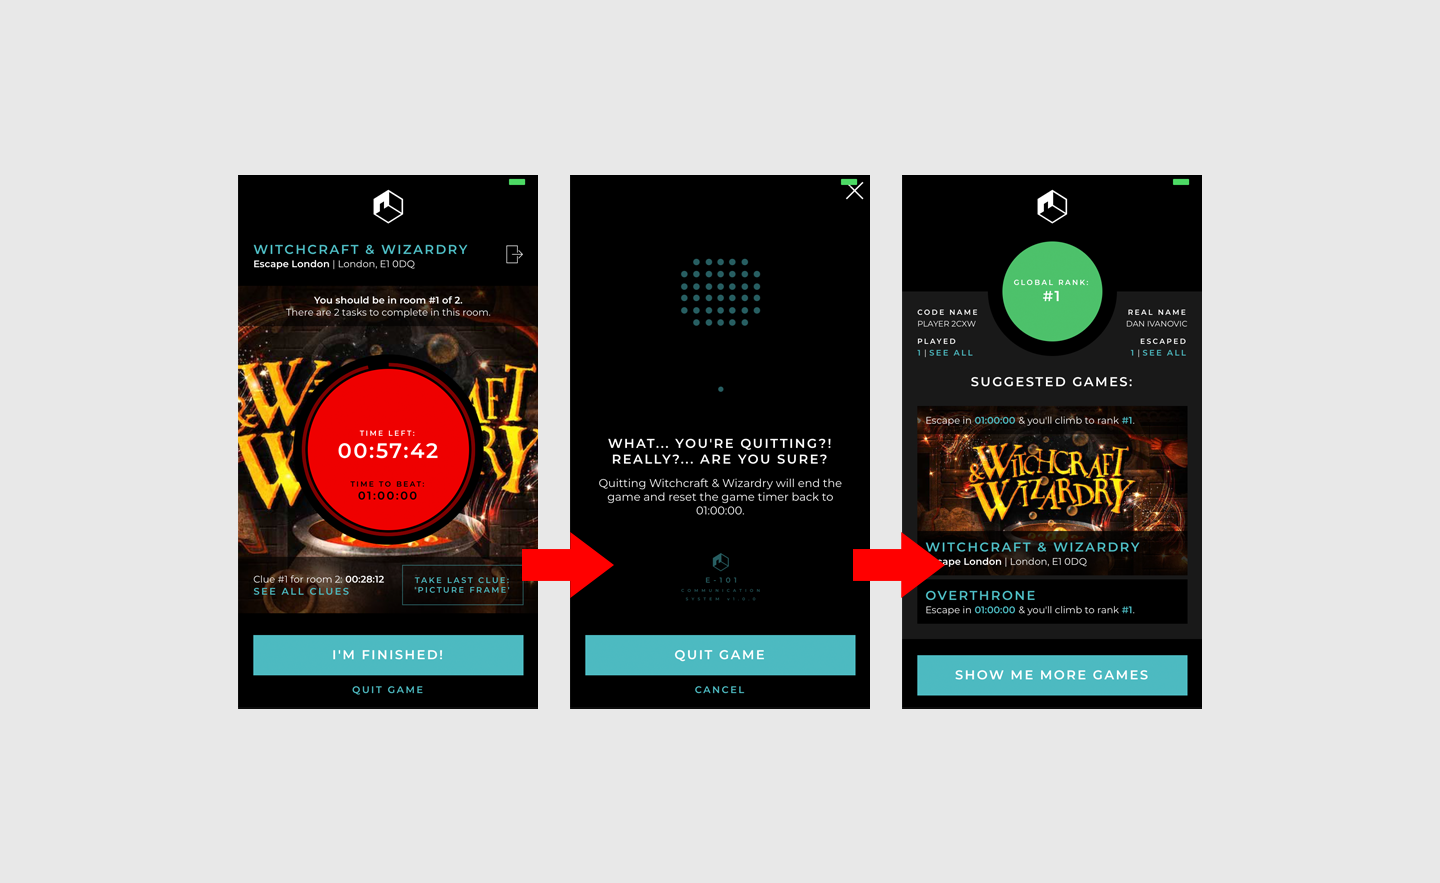 WITCHCRAFT & WIZARDRY
Escape London | London, E1 0DQ
You should be in room #1 of 2.
There are 2 tasks to complete in this room.
TIME LEFT:
00:57:42
TIME TO BEAT:
01:00:00
Clue #1 for room 2: 00:28:12
SEE ALL CLUES
TAKE LAST CLUE:
'PICTURE FRAME'
I'M FINISHED!
QUIT GAME
WHAT... YOU'RE QUITTING?!
REALLY?... ARE YOU SURE?
Quitting Witchcraft & Wizardry will end the
game and reset the game timer back to
01:00:00.
E-101
COMMUNICATION
SYSTEM v1.0.0
QUIT GAME
CANCEL
GLOBAL RANK:
#1
CODE NAME
PLAYER 2CXW
PLAYED
1 | SEE ALL
REAL NAME
DAN IVANOVIC
ESCAPED
1 | SEE ALL
SUGGESTED GAMES:
Escape in 01:00:00 & you'll climb to rank #1.
WITCHCRAFT
& WIZARDRY
WITCHCRAFT & WIZARDRY
cape London | London, E1 0DQ
OVERTHRONE
Escape in 01:00:00 & you'll climb to rank #1.
SHOW ME MORE GAMES